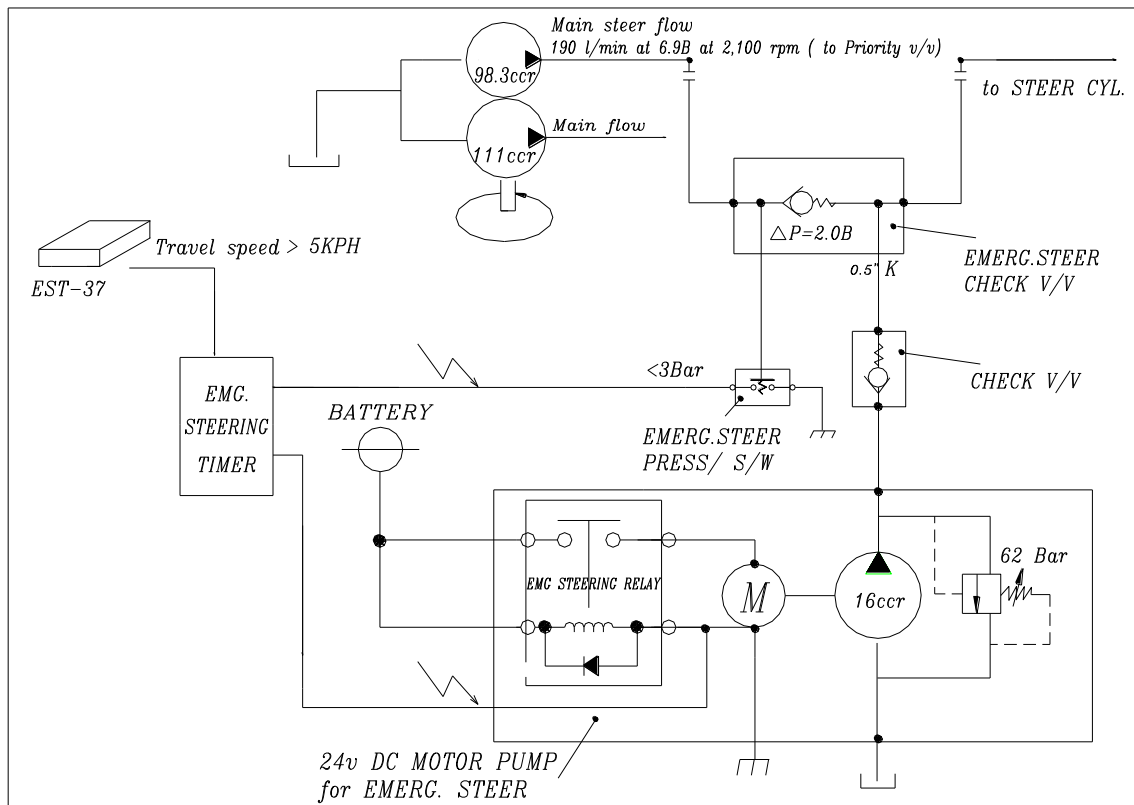 Main steer flow
190 l/min at 6.9B at 2,100 rpm ( to Priority v/v)
98.3ccr
to STEER CYL.
Main flow
111ccr
△P=2.0B
Travel speed > 5KPH
EST-37
EMERG.STEER
CHECK V/V
0.5" K
<3Bar
CHECK V/V
EMG.
STEERING
TIMER
BATTERY
EMERG.STEER
PRESS/ S/W
62 Bar
EMG STEERING RELAY
M
16ccr
24v DC MOTOR PUMP
for EMERG. STEER